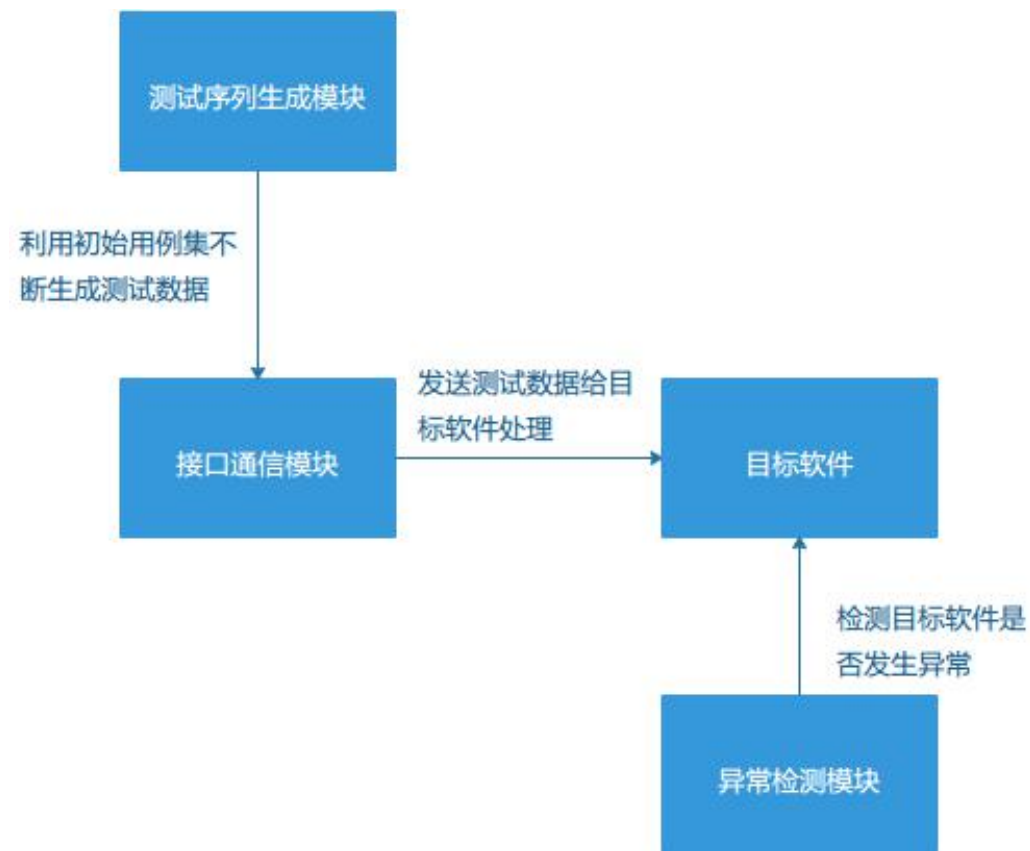 测试序列生成模块
利用初始用例集不
断生成测试数据
发送测试数据给目
标软件处理
接口通信模块
目标软件
检测目标软件是
否发生异常
异常检测模块